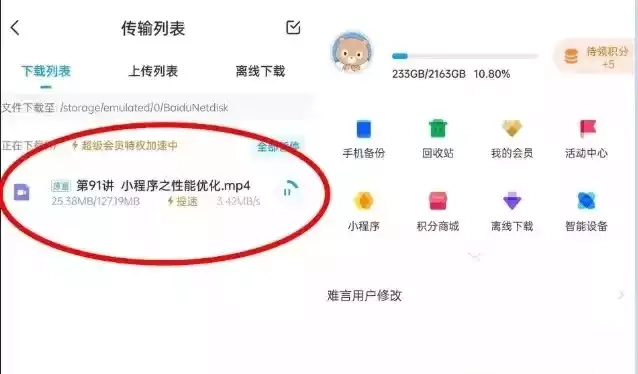 传输列表
下载列表 上传列表 离线下载
文件下载至: /storage/emulated/0/BaiduNetdisk
正在下载 超级会员特权加速中 全部暂停
原画 第91讲 小程序之性能优化.mp4
25.38MB/127.19MB 提速 3.42MB/s
待领积分
+5
233GB/2163GB 10.80%
手机备份 回收站 我的会员 活动中心
小程序 积分商城 离线下载 智能设备
难言用户修改